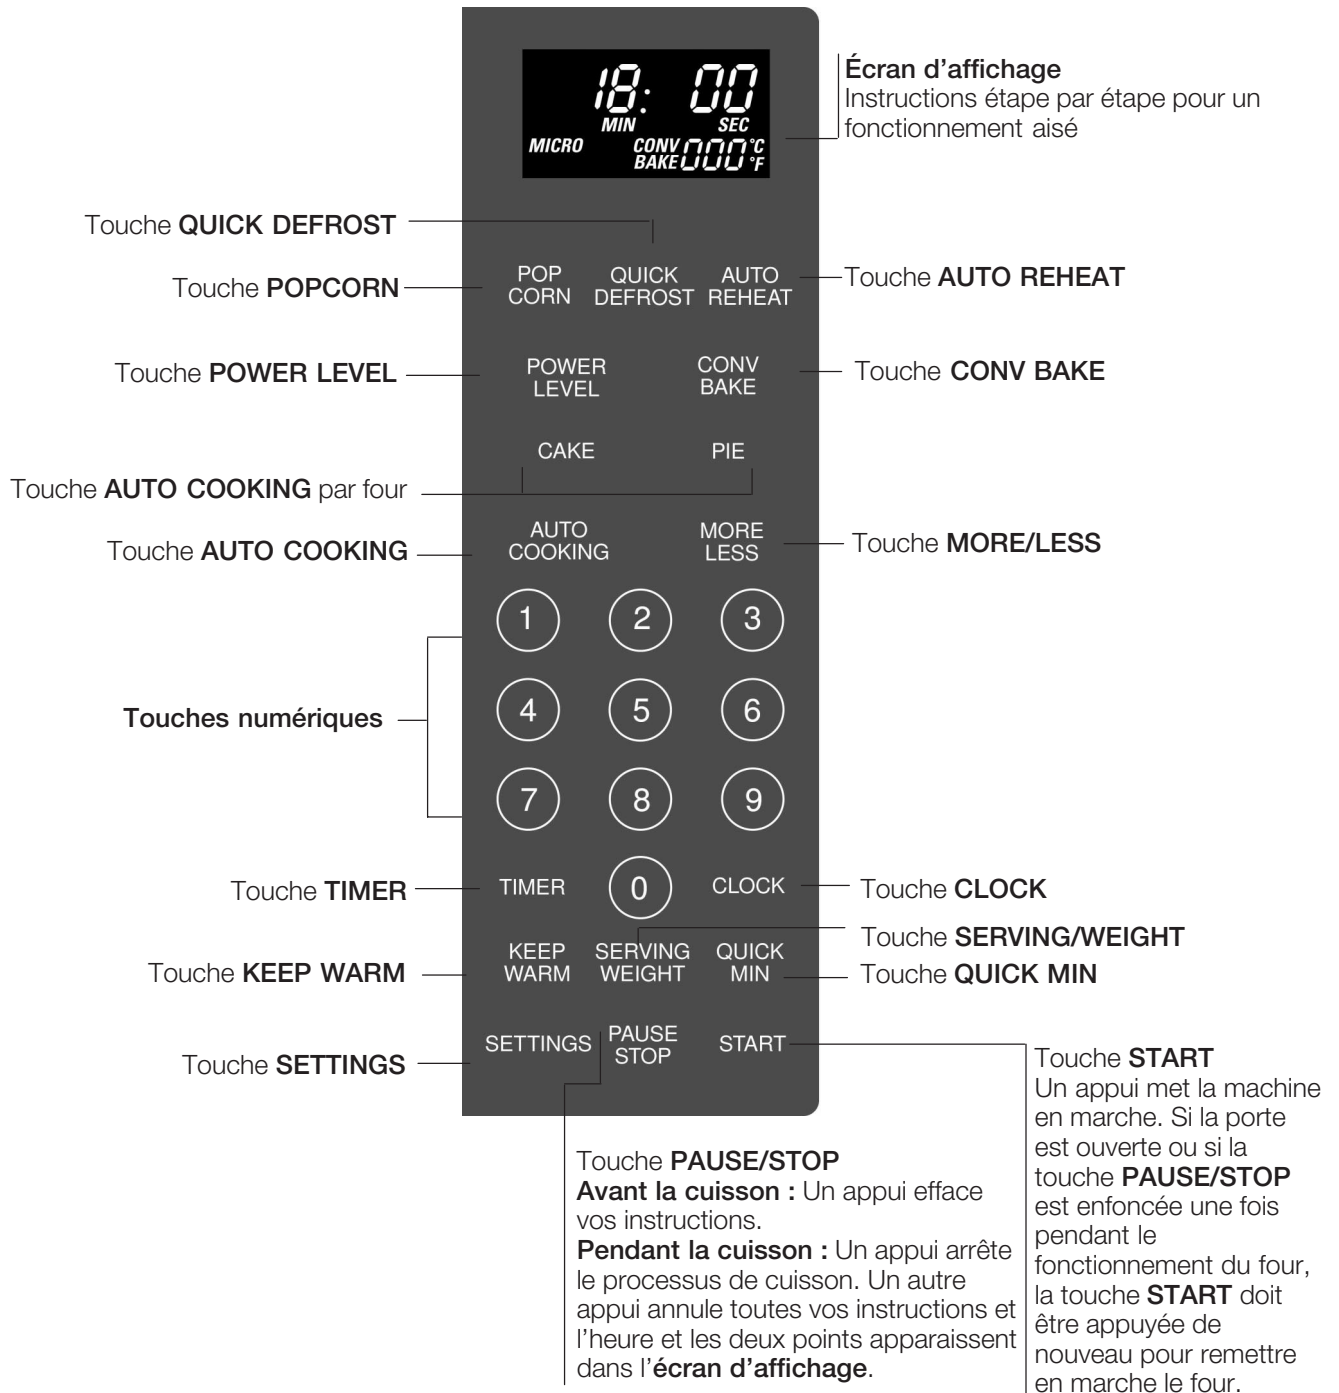 18: 00
MIN SEC
MICRO CONV BAKE 000 °C °F
Écran d’affichage
Instructions étape par étape pour un
fonctionnement aisé
Touche QUICK DEFROST
Touche POPCORN
POP
CORN
QUICK
DEFROST
AUTO
REHEAT
Touche AUTO REHEAT
Touche POWER LEVEL
POWER
LEVEL
CONV
BAKE
Touche CONV BAKE
CAKE
PIE
Touche AUTO COOKING par four
Touche AUTO COOKING
AUTO
COOKING
MORE
LESS
Touche MORE/LESS
1 2 3
Touches numériques
4 5 6
7 8 9
Touche TIMER
TIMER
0
CLOCK
Touche CLOCK
Touche SERVING/WEIGHT
Touche KEEP WARM
KEEP
WARM
SERVING
WEIGHT
QUICK
MIN
Touche QUICK MIN
Touche SETTINGS
SETTINGS
PAUSE
STOP
START
Touche PAUSE/STOP
Avant la cuisson : Un appui efface
vos instructions.
Pendant la cuisson : Un appui arrête
le processus de cuisson. Un autre
appui annule toutes vos instructions et
l’heure et les deux points apparaissent
dans l’écran d’affichage.
Touche START
Un appui met la machine
en marche. Si la porte
est ouverte ou si la
touche PAUSE/STOP
est enfoncée une fois
pendant le
fonctionnement du four,
la touche START doit
être appuyée de
nouveau pour remettre
en marche le four.